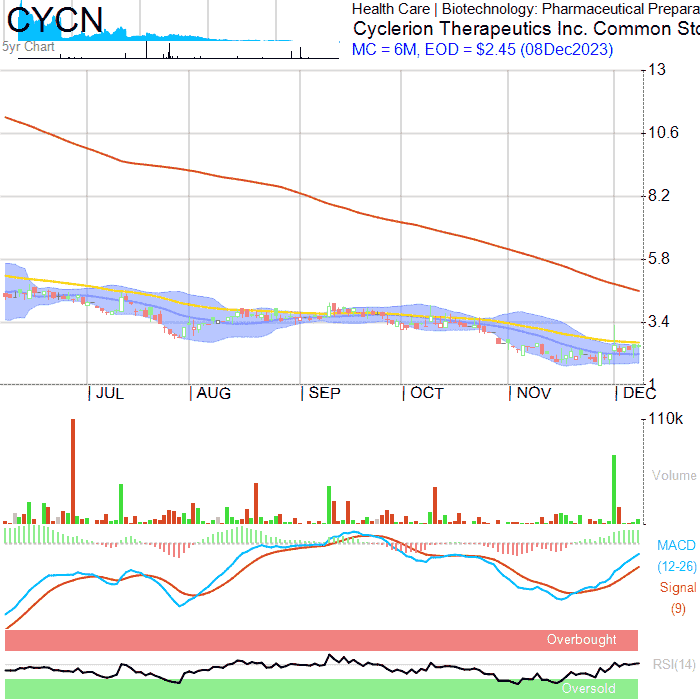 CYCN
Health Care | Biotechnology: Pharmaceutical Prepara
Cyclerion Therapeutics Inc. Common Sto
MC = 6M, EOD = $2.45 (08Dec2023)
5yr Chart
13
10.6
8.2
5.8
3.4
1
| JUL | AUG | SEP | OCT | NOV | DEC
110k
Volume
MACD
(12-26)
Signal
(9)
Overbought
RSI(14)
Oversold